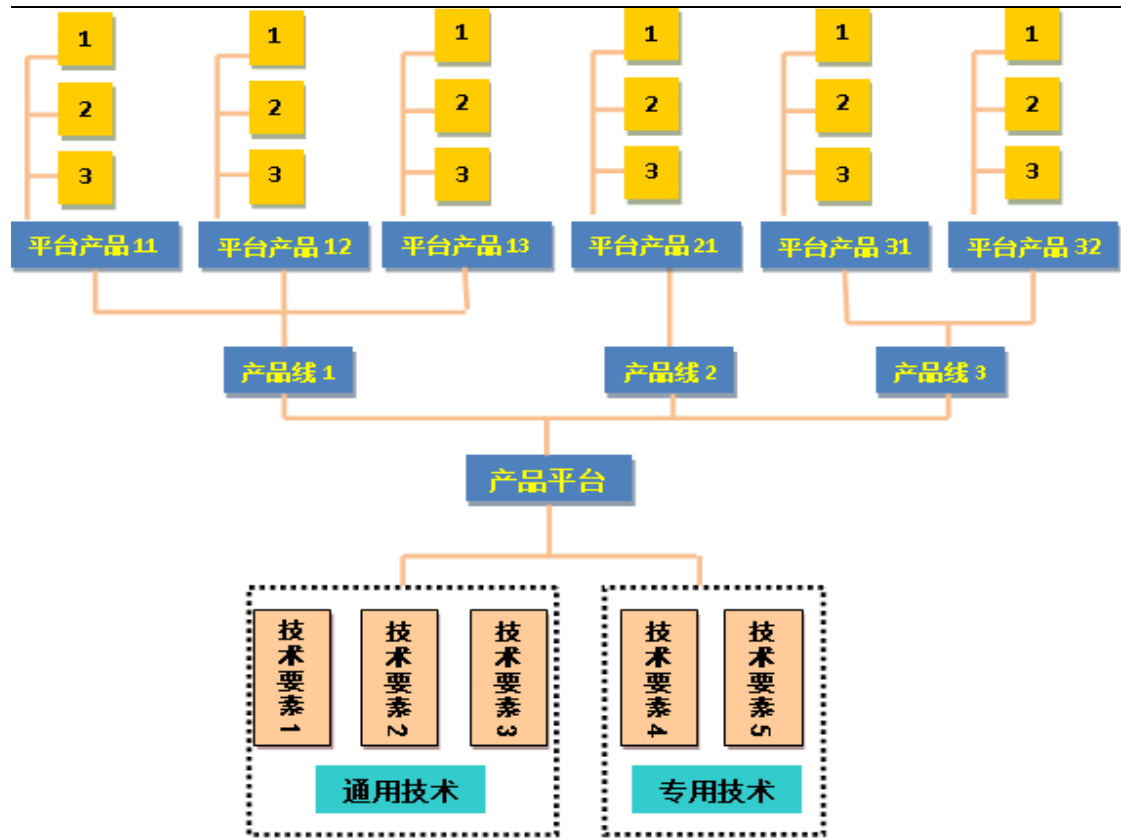 1 1 1 1 1 1
2 2 2 2 2 2
3 3 3 3 3 3
平台产品11 平台产品12 平台产品13 平台产品21 平台产品31 平台产品32
产品线1 产品线2 产品线3
产品平台
技术要素1 技术要素2 技术要素3 技术要素4 技术要素5
通用技术 专用技术